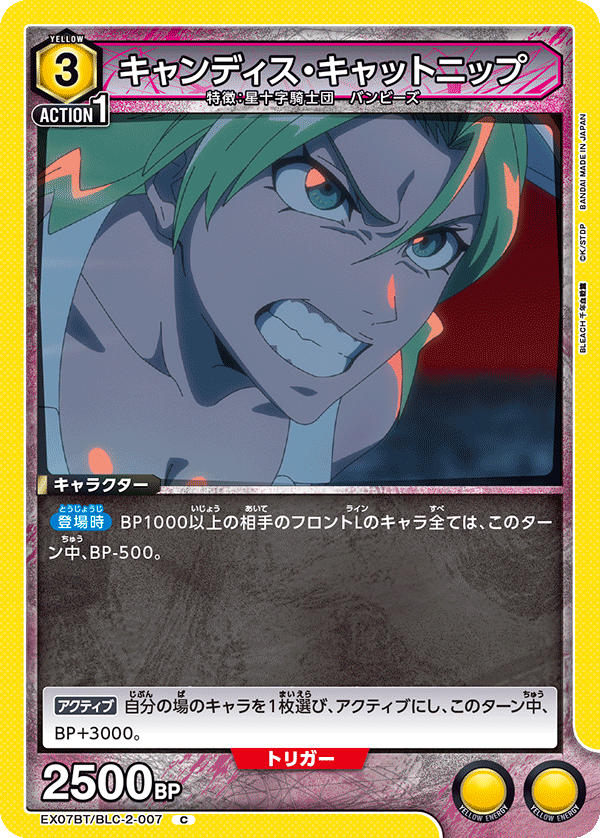 YELLOW
3
ACTION 1
キャンディス・キャットニップ
特徴：星十字騎士団　バンビーズ
BLEACH 千年血戦篇 ©K/STDP BANDAI MADE IN JAPAN
キャラクター
登場時 BP1000以上の相手のフロントLのキャラ全ては、このター
ン中、BP-500。
アクティブ 自分の場のキャラを1枚選び、アクティブにし、このターン中、
BP+3000。
トリガー
2500BP
YELLOW ENERGY YELLOW ENERGY
EX07BT/BLC-2-007 C